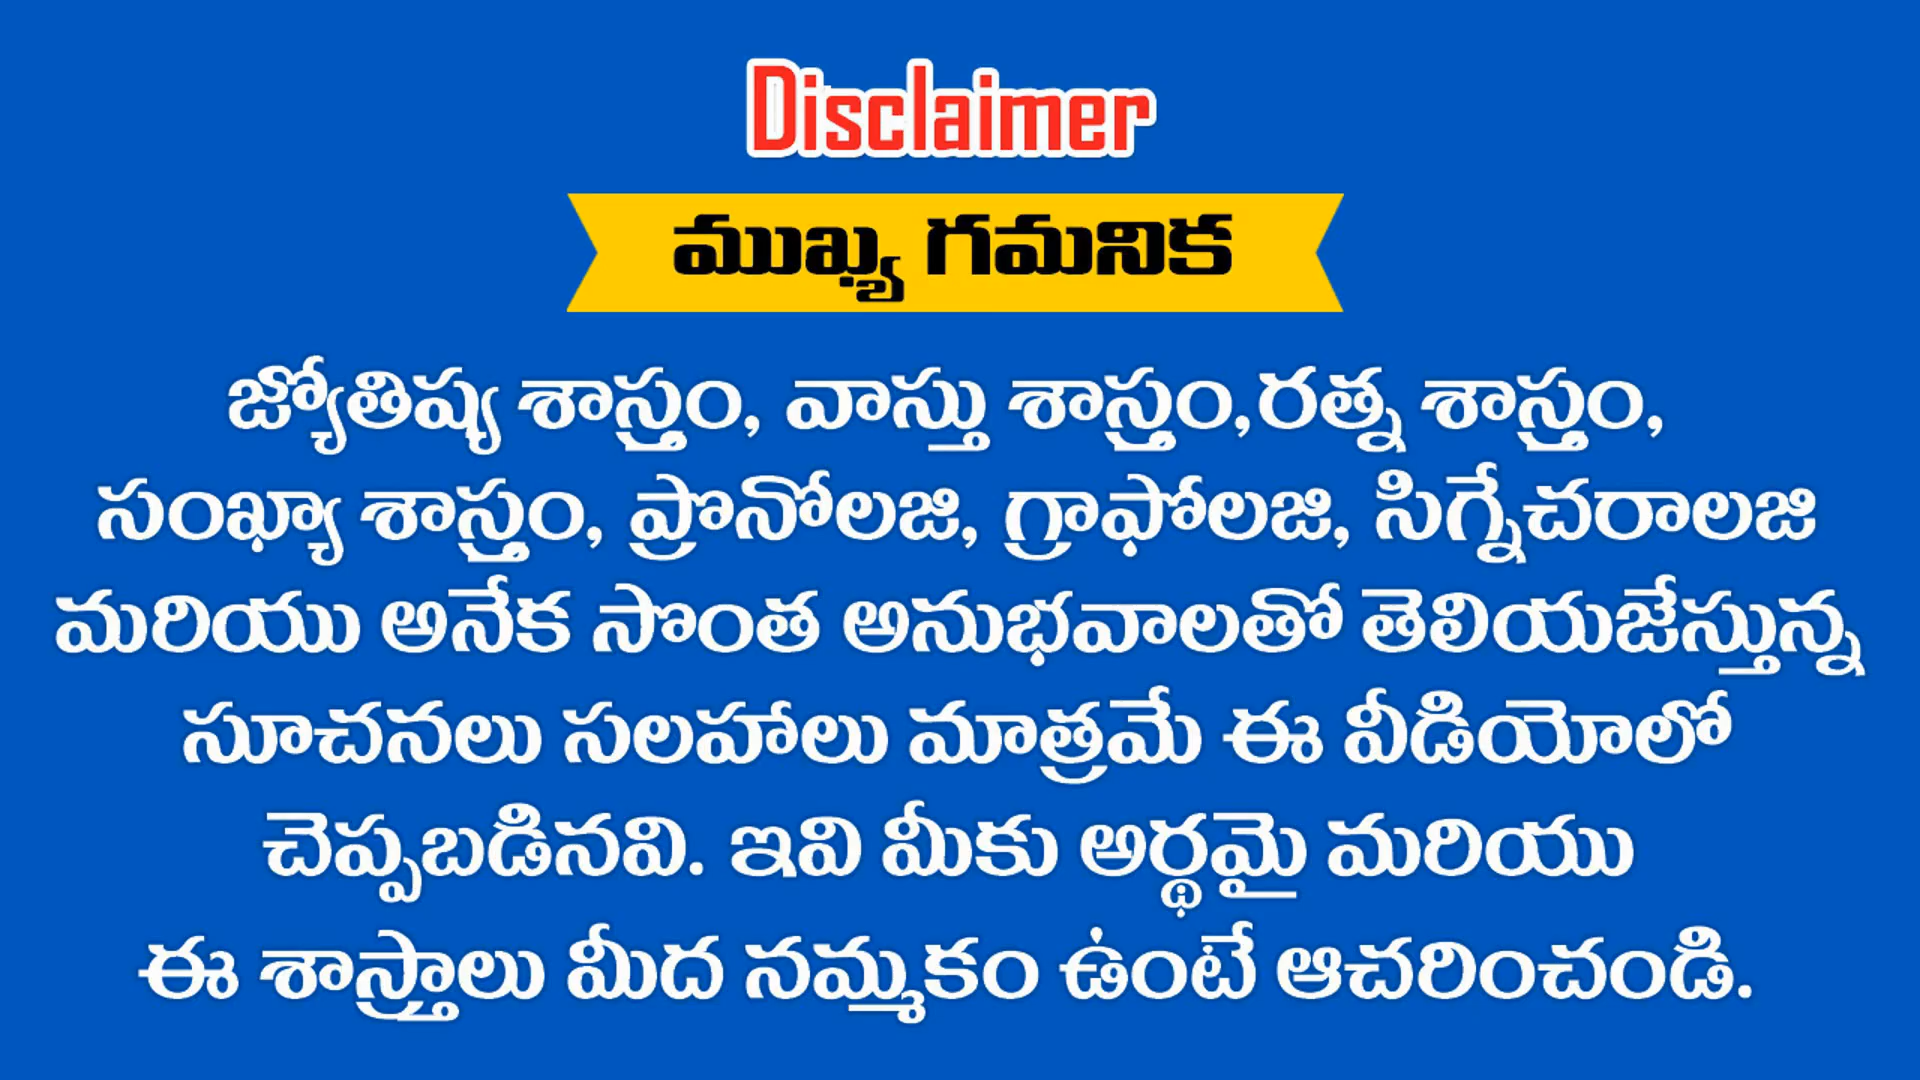 Disclaimer
ముఖ్య గమనిక
జ్యోతిష్య శాస్త్రం, వాస్తు శాస్త్రం,రత్న శాస్త్రం,
సంఖ్యా శాస్త్రం, ప్రొనోలజి, గ్రాఫోలజి, సిగ్నేచరాలజి
మరియు అనేక సొంత అనుభవాలతో తెలియజేస్తున్న
సూచనలు సలహాలు మాత్రమే ఈ వీడియోలో
చెప్పబడినవి. ఇవి మీకు అర్థమై మరియు
ఈ శాస్త్రాలు మీద నమ్మకం ఉంటే ఆచరించండి.